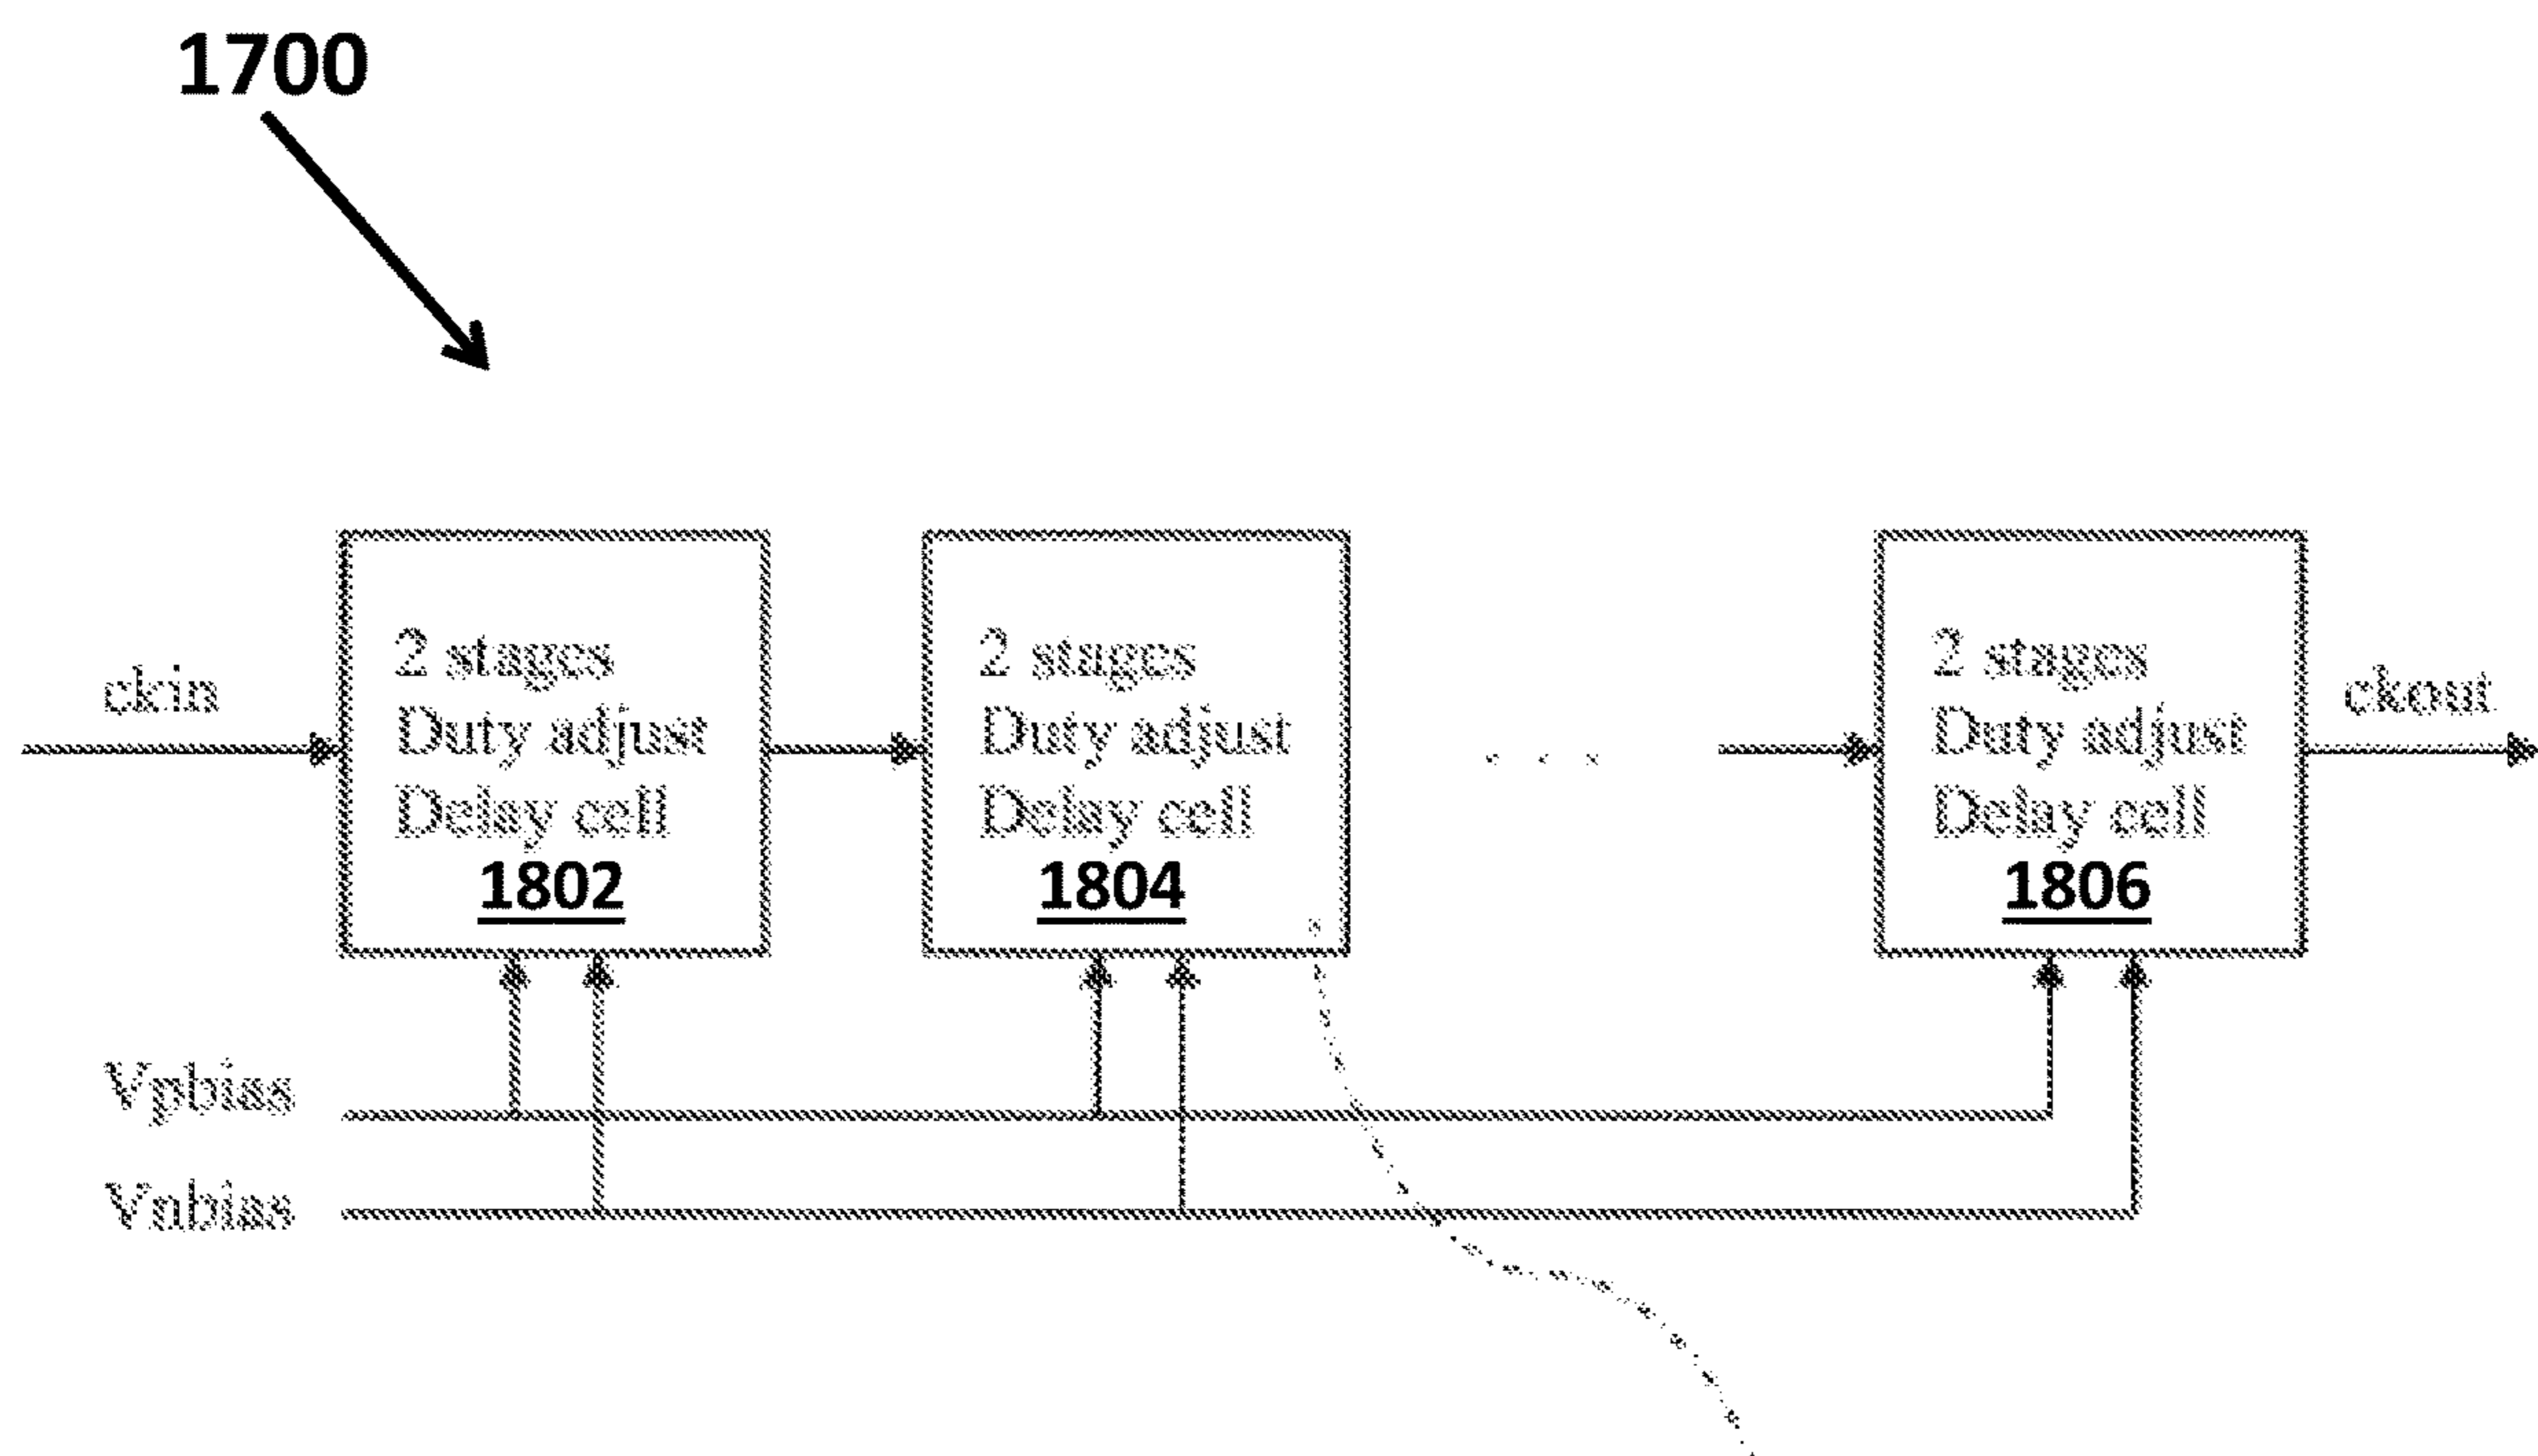 1700
ckin
2 stages
Duty adjust
Delay cell
1802
2 stages
Duty adjust
Delay cell
1804
. . .
2 stages
Duty adjust
Delay cell
1806
ckout
Vpbias
Vnbias